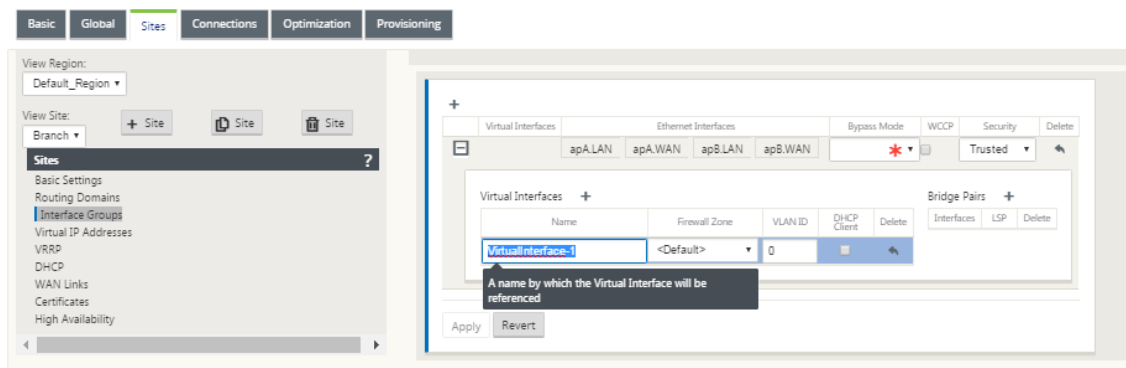 Basic Global Sites Connections Optimization Provisioning
View Region:
Default_Region
View Site:
Branch
+ Site Site Site
Sites ?
Basic Settings
Routing Domains
Interface Groups
Virtual IP Addresses
VRRP
DHCP
WAN Links
Certificates
High Availability
+
Virtual Interfaces Ethernet Interfaces Bypass Mode WCCP Security Delete
apA.LAN apA.WAN apB.LAN apB.WAN * Trusted
Virtual Interfaces + Bridge Pairs +
Name Firewall Zone VLAN ID DHCP Client Delete Interfaces LSP Delete
VirtualInterface-1 <Default> 0
A name by which the Virtual Interface will be
referenced
Apply Revert